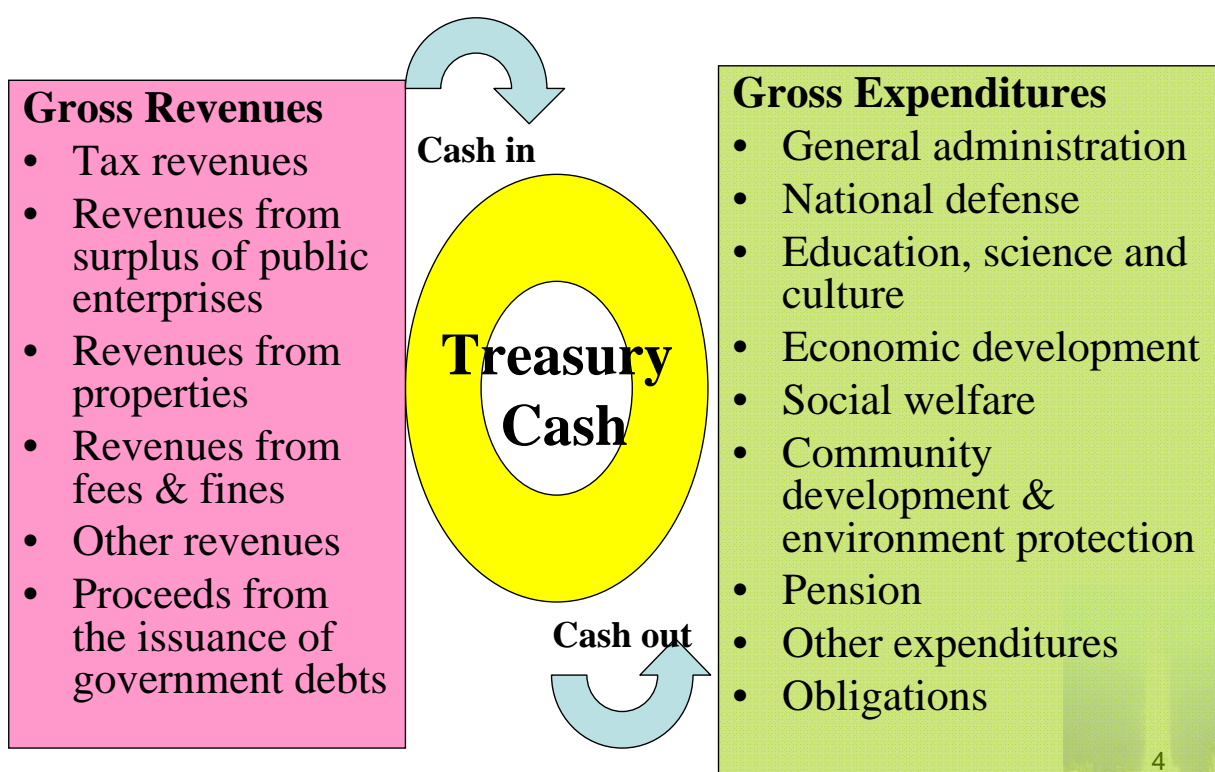 Gross Revenues
• Tax revenues
• Revenues from
surplus of public
enterprises
• Revenues from
properties
• Revenues from
fees & fines
• Other revenues
• Proceeds from
the issuance of
government debts
Cash in
Treasury
Cash
Cash out
Gross Expenditures
• General administration
• National defense
• Education, science and
culture
• Economic development
• Social welfare
• Community
development &
environment protection
• Pension
• Other expenditures
• Obligations
4